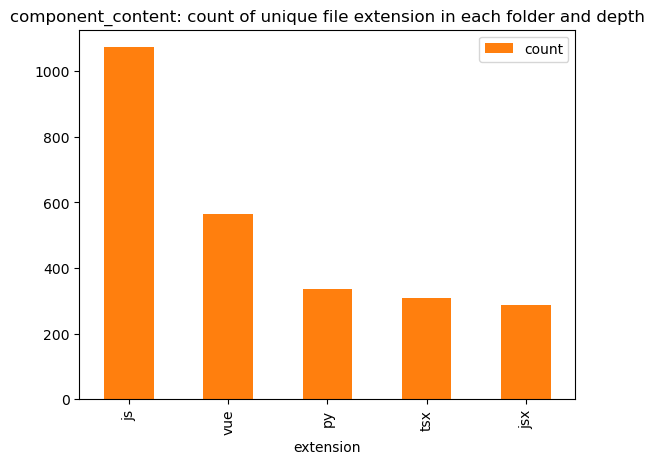 component_content: count of unique file extension in each folder and depth
count
1000
800
600
400
200
0
js
vue
py
tsx
jsx
extension